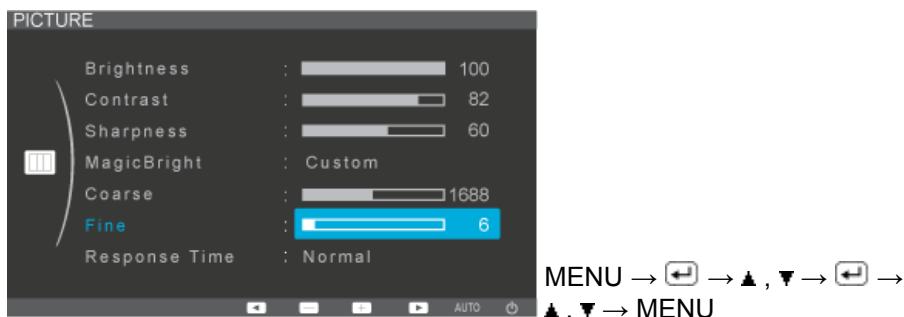 PICTURE
Brightness : 100
Contrast : 82
Sharpness : 60
MagicBright : Custom
Coarse : 1688
Fine : 6
Response Time : Normal
AUTO
MENU → → ▲ , ▼ → →
▲ , ▼ → MENU